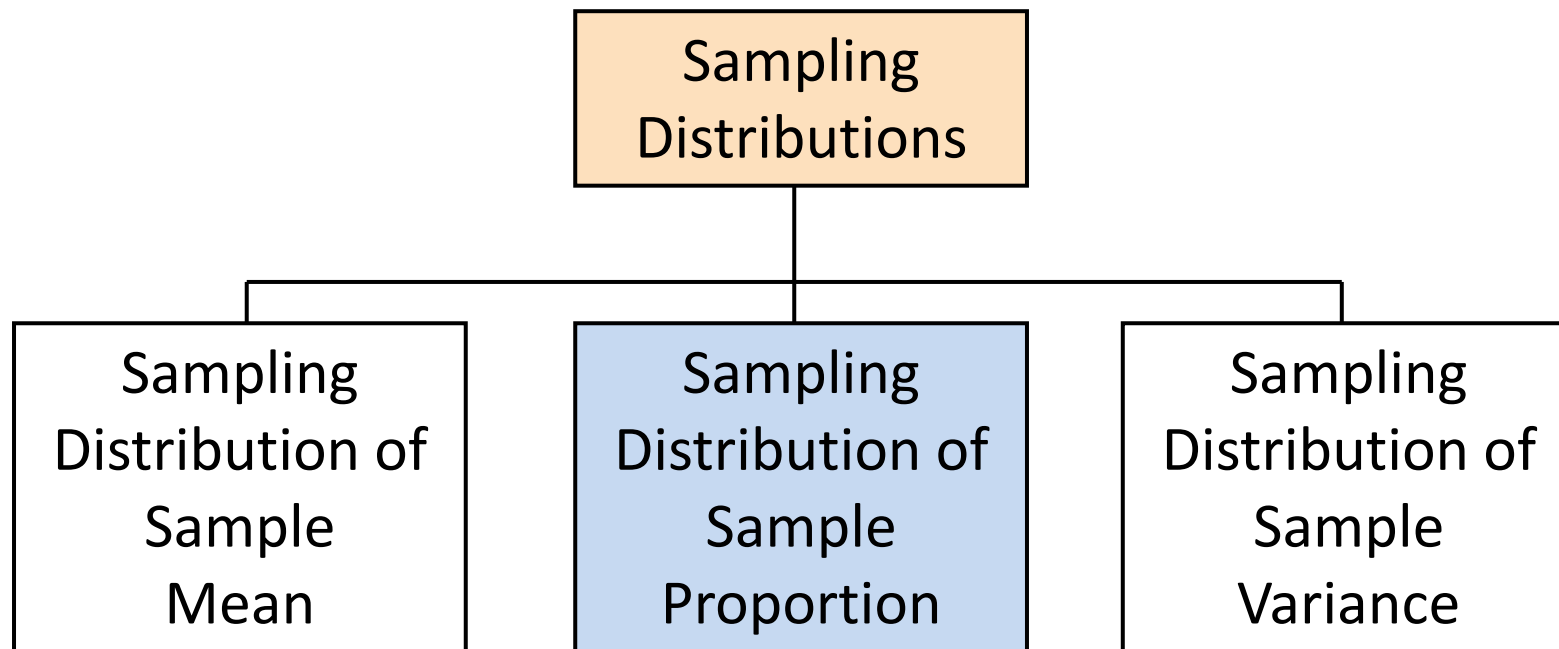 Sampling
Distributions
Sampling
Distribution of
Sample
Mean
Sampling
Distribution of
Sample
Proportion
Sampling
Distribution of
Sample
Variance